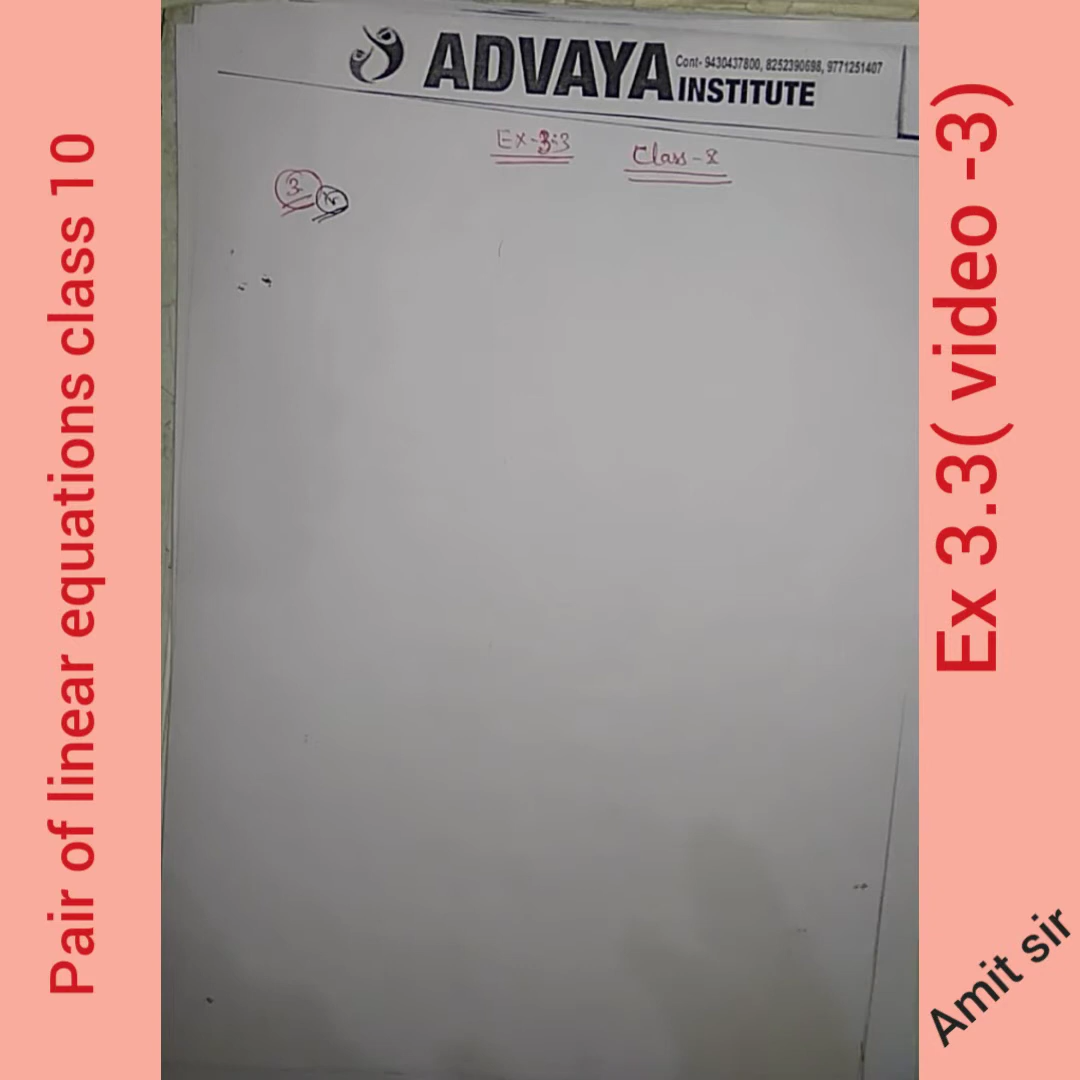 Pair of linear equations class 10
ADVAYA
Cont- 9430437800, 8252390698, 9771251407
INSTITUTE
Ex-3.3
Class-
3.
Ex 3.3( video -3)
Amit sir